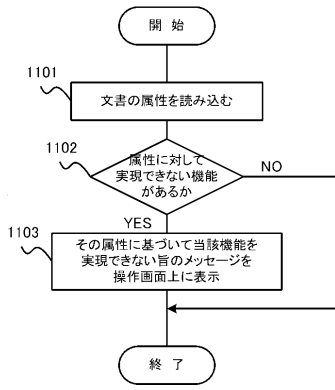 開 始
1101
文書の属性を読み込む
1102
属性に対して
実現できない機能
があるか
NO
YES
1103
その属性に基づいて当該機能を
実現できない旨のメッセージを
操作画面上に表示
終 了